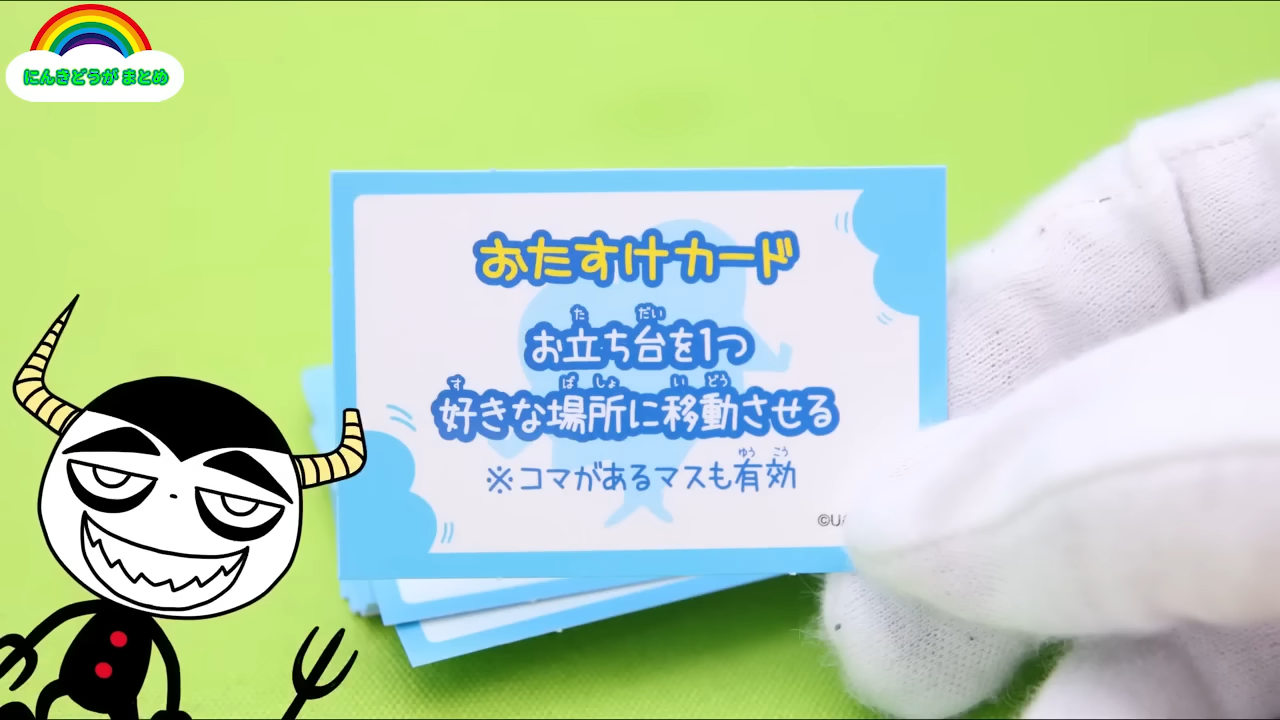 にんきどうが まとめ
おたすけカード
お立ち台を1つ
好きな場所に移動させる
※コマがあるマスも有効